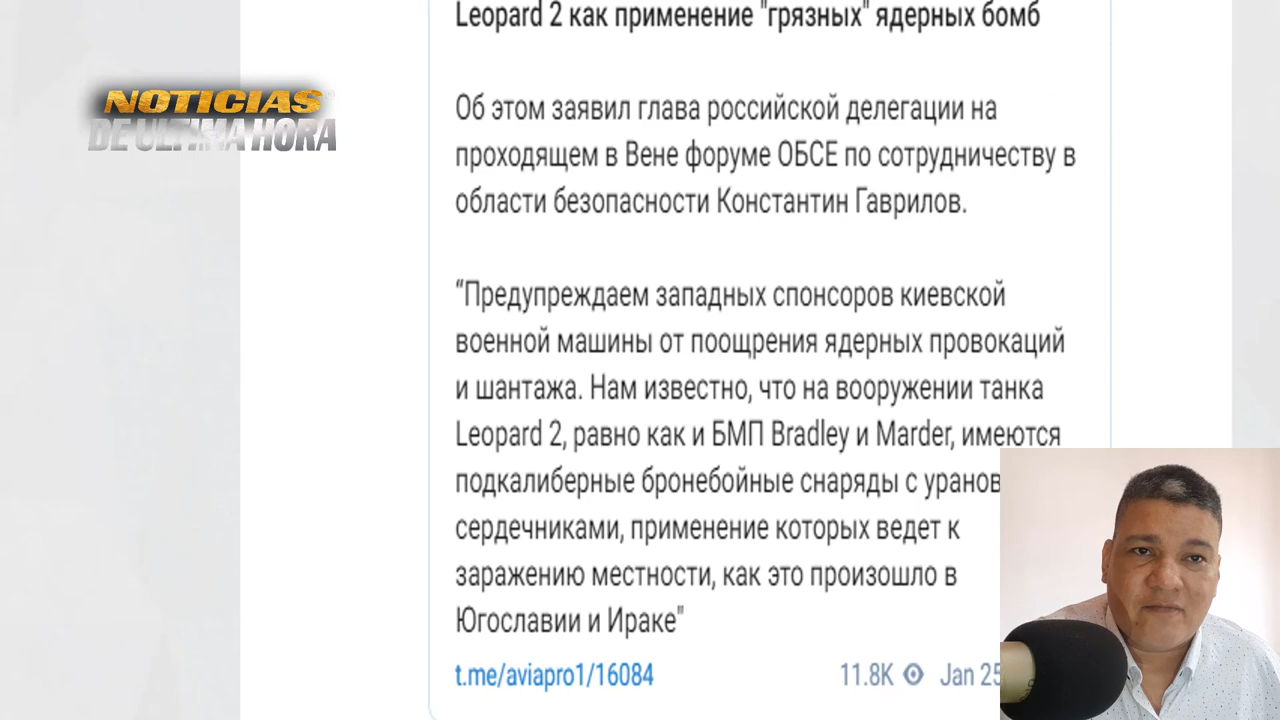 Leopard 2 как применение "грязных" ядерных бомб
NOTICIAS
DE ULTIMA HORA
Об этом заявил глава российской делегации на
проходящем в Вене форуме ОБСЕ по сотрудничеству в
области безопасности Константин Гаврилов.
“Предупреждаем западных спонсоров киевской
военной машины от поощрения ядерных провокаций
и шантажа. Нам известно, что на вооружении танка
Leopard 2, равно как и БМП Bradley и Marder, имеются
подкалиберные бронебойные снаряды с уранов
сердечниками, применение которых ведет к
заражению местности, как это произошло в
Югославии и Ираке"
t.me/aviapro1/16084
11.8K Jan 25